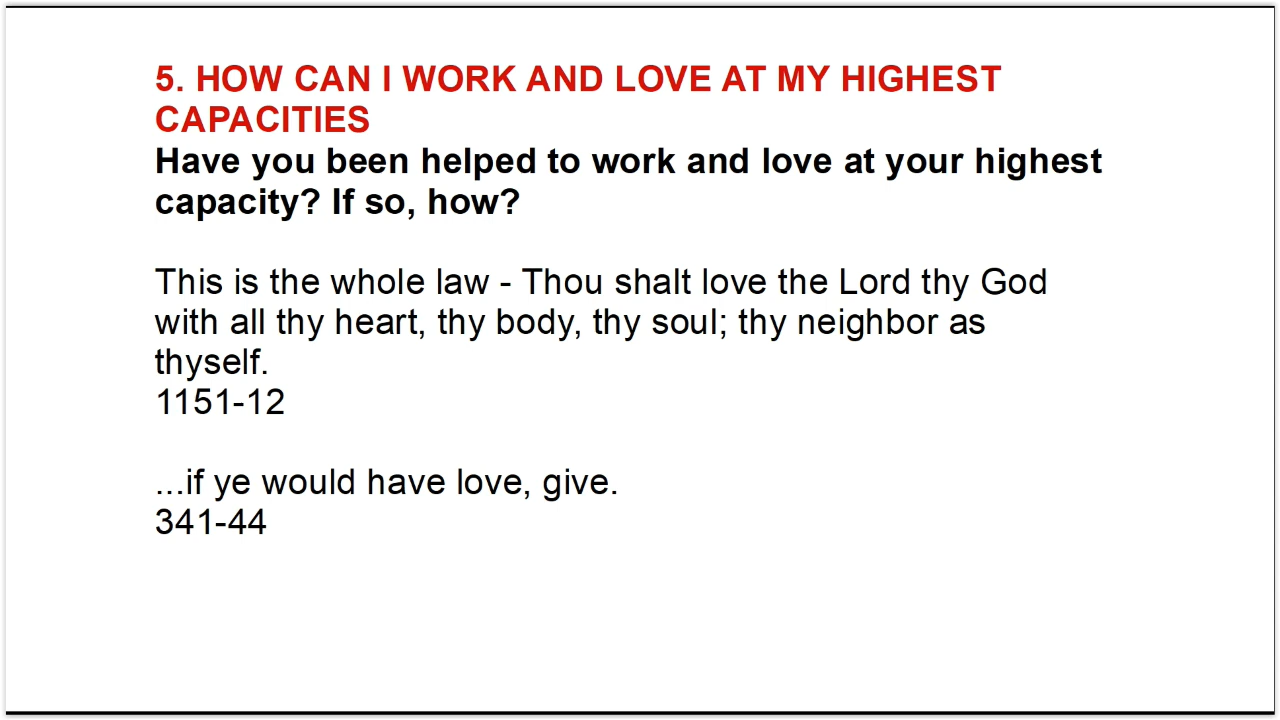 5. HOW CAN I WORK AND LOVE AT MY HIGHEST
CAPACITIES
Have you been helped to work and love at your highest
capacity? If so, how?
This is the whole law - Thou shalt love the Lord thy God
with all thy heart, thy body, thy soul; thy neighbor as
thyself.
1151-12
...if ye would have love, give.
341-44